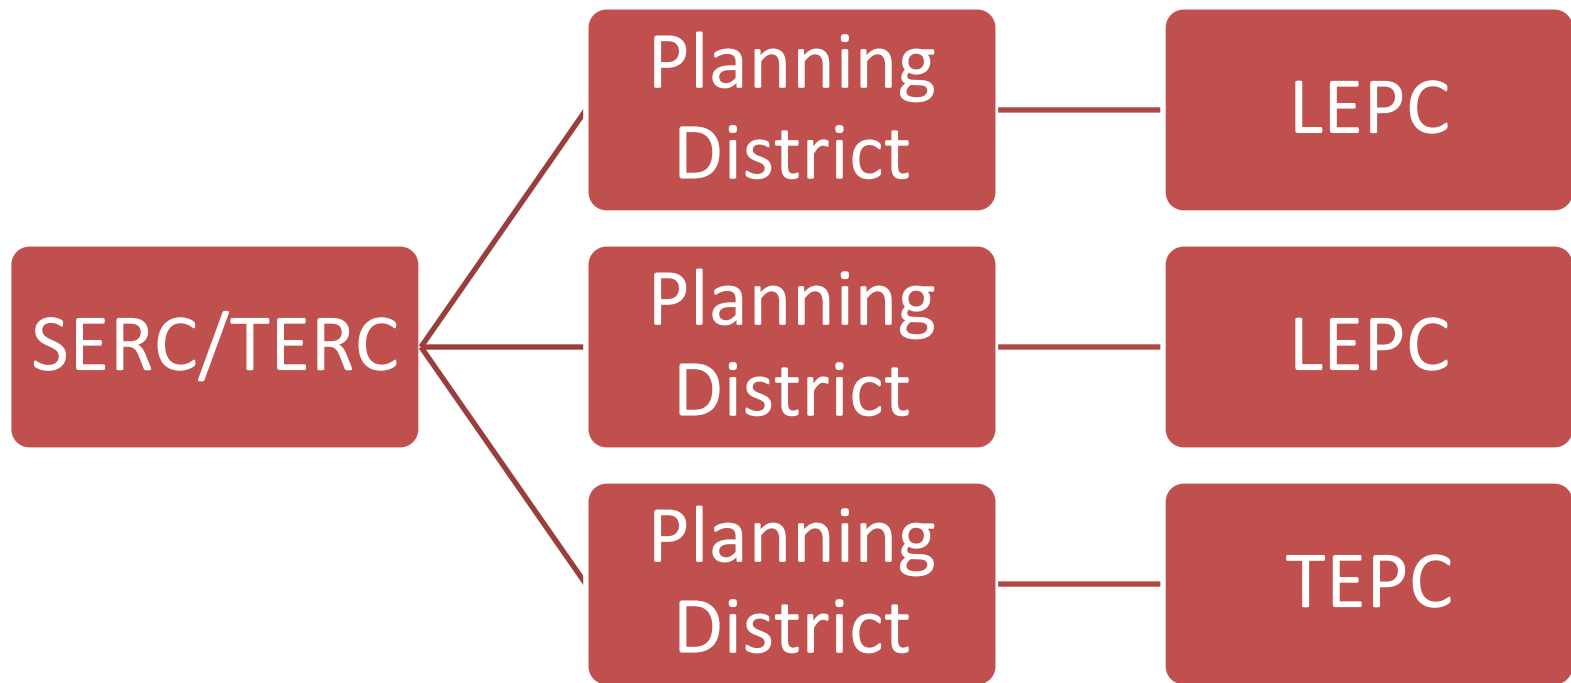 SERC/TERC
Planning
District
LEPC
Planning
District
LEPC
Planning
District
TEPC